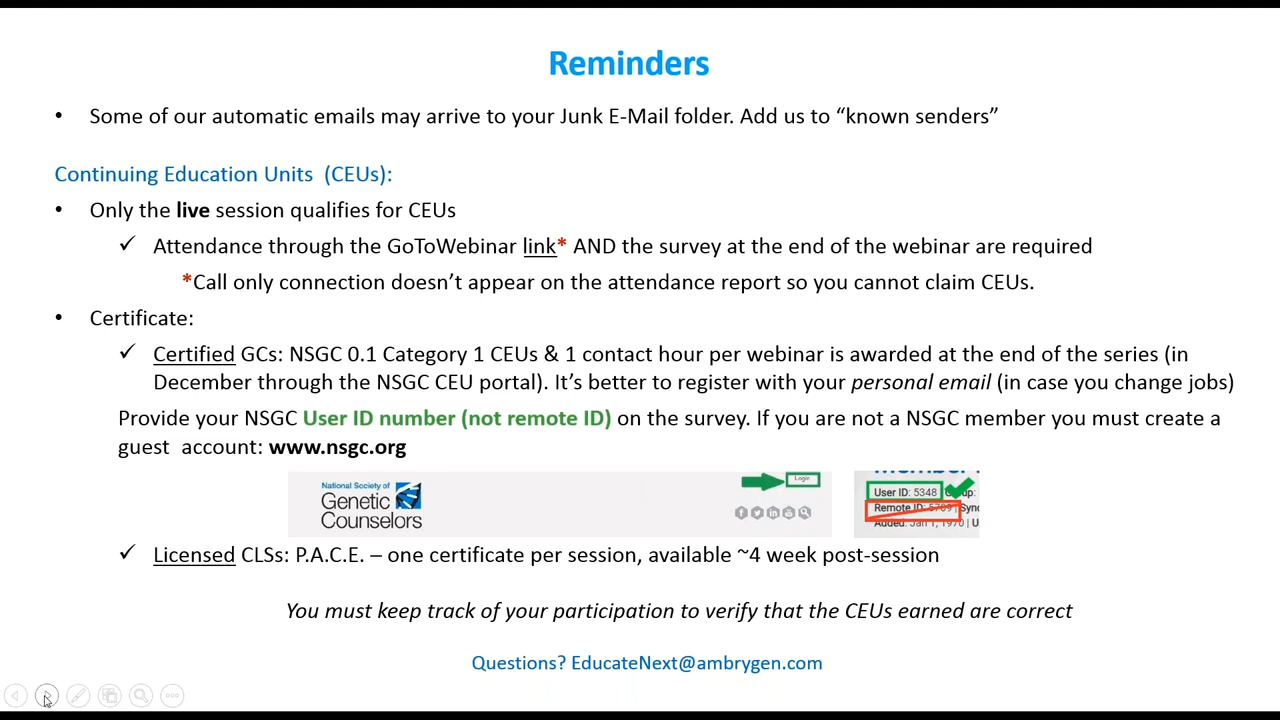 Reminders
• Some of our automatic emails may arrive to your Junk E-Mail folder. Add us to “known senders”
Continuing Education Units  (CEUs):
• Only the live session qualifies for CEUs
✓ Attendance through the GoToWebinar link* AND the survey at the end of the webinar are required
*Call only connection doesn’t appear on the attendance report so you cannot claim CEUs.
• Certificate:
✓ Certified GCs: NSGC 0.1 Category 1 CEUs & 1 contact hour per webinar is awarded at the end of the series (in
December through the NSGC CEU portal). It’s better to register with your personal email (in case you change jobs)
Provide your NSGC User ID number (not remote ID) on the survey. If you are not a NSGC member you must create a
guest  account: www.nsgc.org
National Society of
Genetic
Counselors
Login
User ID: 5348
Remote ID:
Added: Jan 1, 1970 | U
✓ Licensed CLSs: P.A.C.E. – one certificate per session, available ~4 week post-session
You must keep track of your participation to verify that the CEUs earned are correct
Questions? EducateNext@ambrygen.com